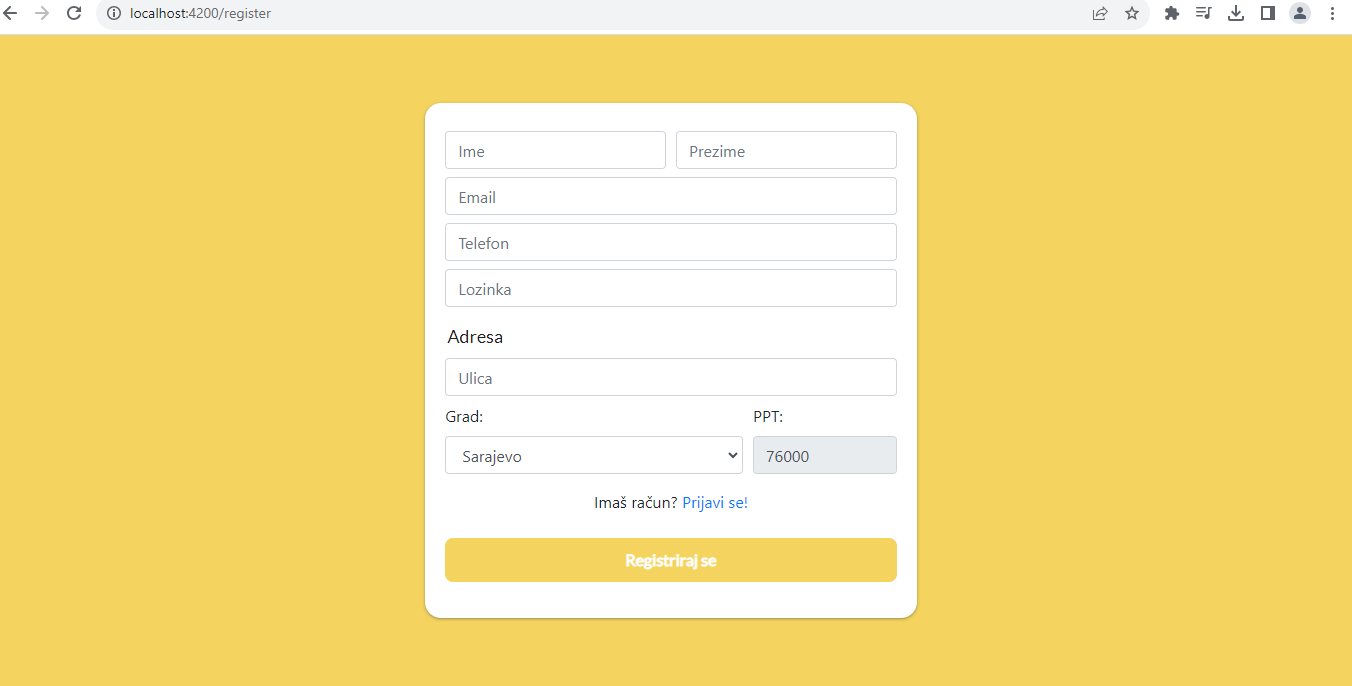 localhost:4200/register
Ime Prezime
Email
Telefon
Lozinka
Adresa
Ulica
Grad: PPT:
Sarajevo 76000
Imaš račun? Prijavi se!
Registriraj se